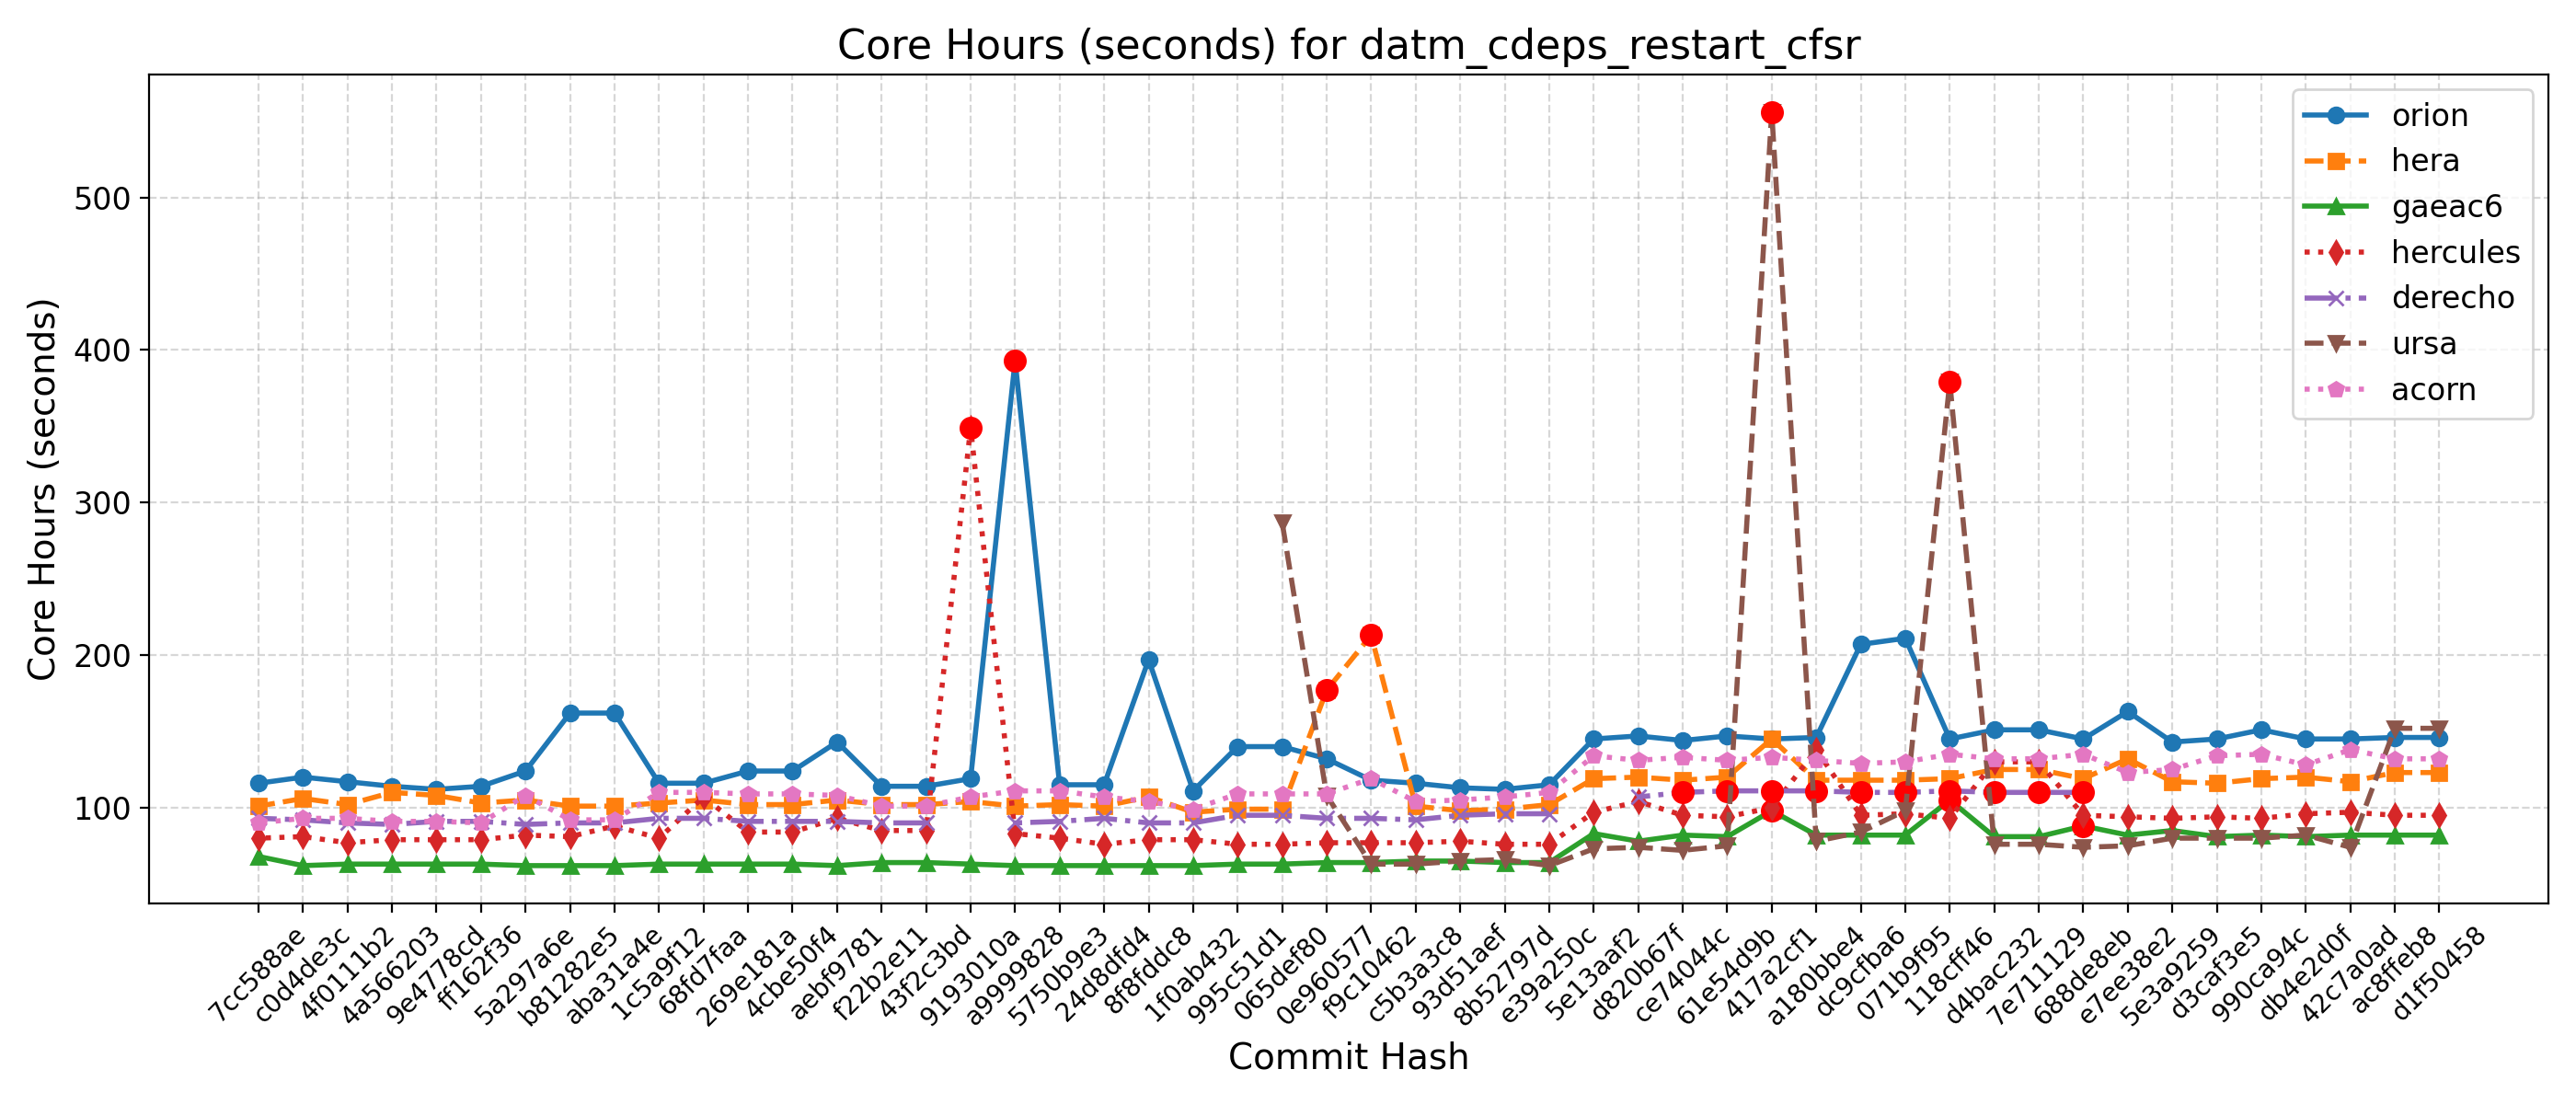 Core Hours (seconds) for datm_cdeps_restart_cfsr
Core Hours (seconds)
500
400
300
200
100
orion
hera
gaeac6
hercules
derecho
ursa
acorn
7cc588ae
c0d4de3c
4f0111b2
4a566203
9e4778cd
ff162f36
5a297a6e
b81282e5
aba31a4e
1c5a9f12
68fd7faa
269e181a
4cbe50f4
aebf9781
f22b2e11
43f2c3bd
9193010a
a9999828
5750b9e3
24d8dfd4
8f8fddc8
1f0ab432
995c51d1
065def80
0e960577
f9c10462
c5b3a3c8
93d51aef
8b52797d
e39a250c
5e13aaf2
d820b67f
ce74044c
61e54d9b
417a2cf1
a180bbe4
dc9cfba6
071b9f95
118cff46
d4bac232
7e711129
688de8eb
e7ee38e2
5e3a9259
d3caf3e5
990ca94c
db4e2d0f
42c7a0ad
ac8ffeb8
d1f50458
Commit Hash